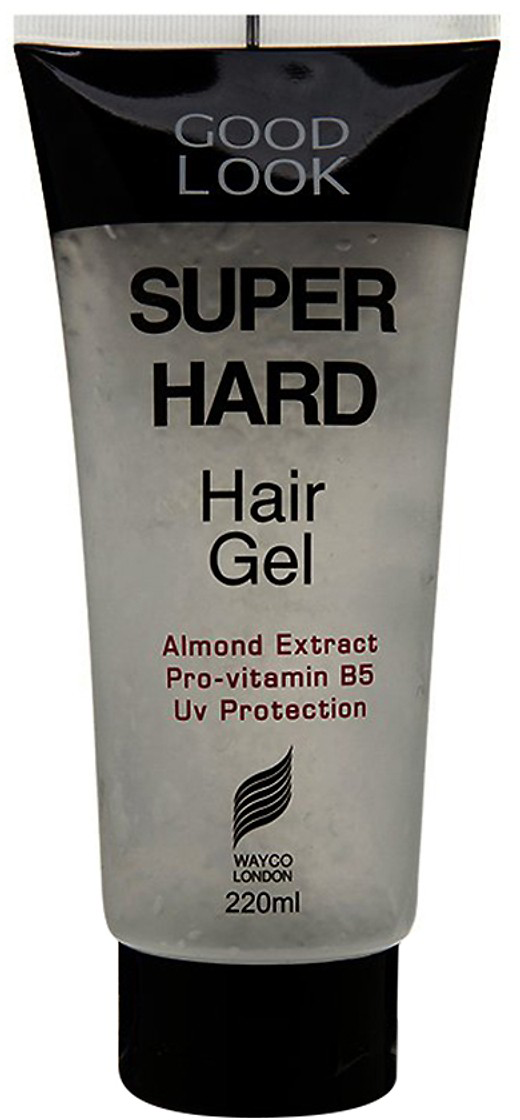 GOOD
LOOK
SUPER
HARD
Hair
Gel
Almond Extract
Pro-vitamin B5
Uv Protection
WAYCO
LONDON
220ml